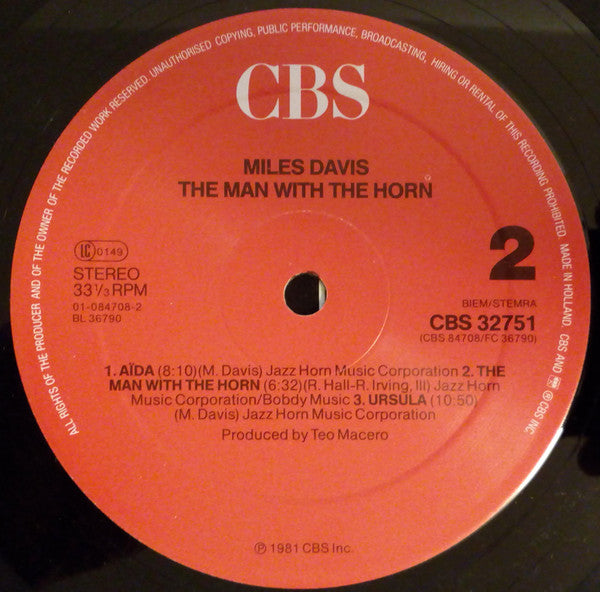 ALL RIGHTS OF THE PRODUCER AND OF THE OWNER OF THE RECORDED WORK RESERVED. UNAUTHORISED COPYING, PUBLIC PERFORMANCE, BROADCASTING, HIRING OR RENTAL OF THIS RECORDING PROHIBITED. MADE IN HOLLAND. CBS AND ® CBS INC
CBS
MILES DAVIS
THE MAN WITH THE HORN
LC 0149
STEREO
33 1/3 RPM
01-084708-2
BL 36790
2
BIEM/STEMRA
CBS 32751
(CBS 84708/FC 36790)
1. AÏDA (8:10)(M. Davis) Jazz Horn Music Corporation 2. THE
MAN WITH THE HORN (6:32)(R. Hall-R. Irving, III) Jazz Horn
Music Corporation/Bobdy Music 3. URSULA (10:50)
(M. Davis) Jazz Horn Music Corporation
Produced by Teo Macero
℗ 1981 CBS Inc.